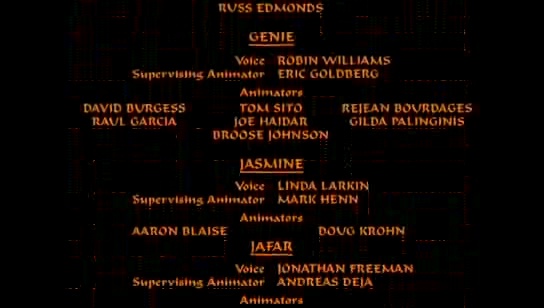 RUSS EDMONDS
GENIE
Voice ROBIN WILLIAMS
Supervising Animator ERIC GOLDBERG
Animators
DAVID BURGESS TOM SITO REJEAN BOURDAGES
RAUL GARCIA JOE HAIDAR GILDA PALINGINIS
BROOSE JOHNSON
JASMINE
Voice LINDA LARKIN
Supervising Animator MARK HENN
Animators
AARON BLAISE DOUG KROHN
JAFAR
Voice JONATHAN FREEMAN
Supervising Animator ANDREAS DEJA
Animators